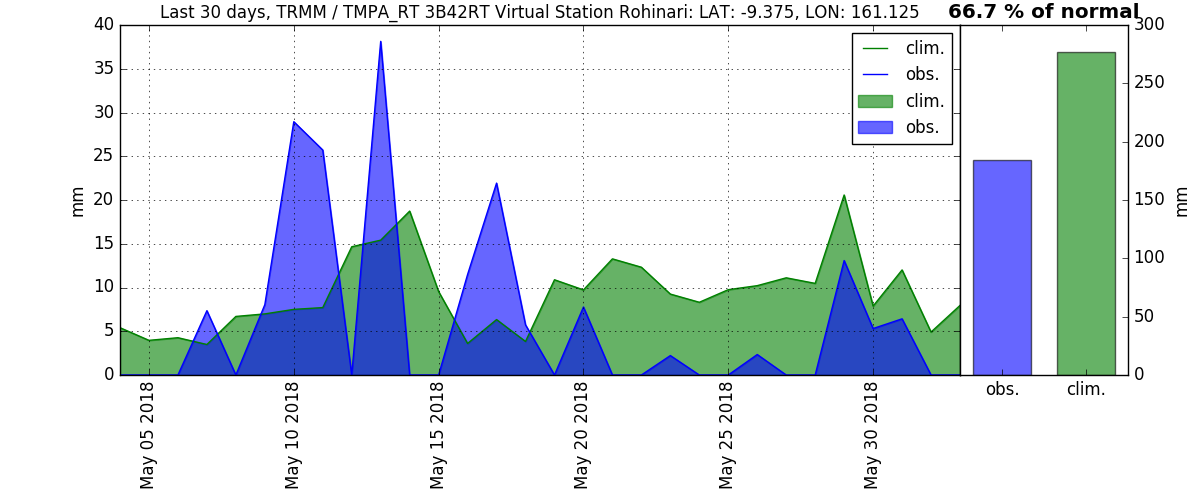 Last 30 days, TRMM / TMPA_RT 3B42RT Virtual Station Rohinari: LAT: -9.375, LON: 161.125
66.7 % of normal
clim.
obs.
clim.
obs.
40
35
30
25
20
15
10
5
0
mm
300
250
200
150
100
50
0
mm
May 05 2018
May 10 2018
May 15 2018
May 20 2018
May 25 2018
May 30 2018
obs.
clim.